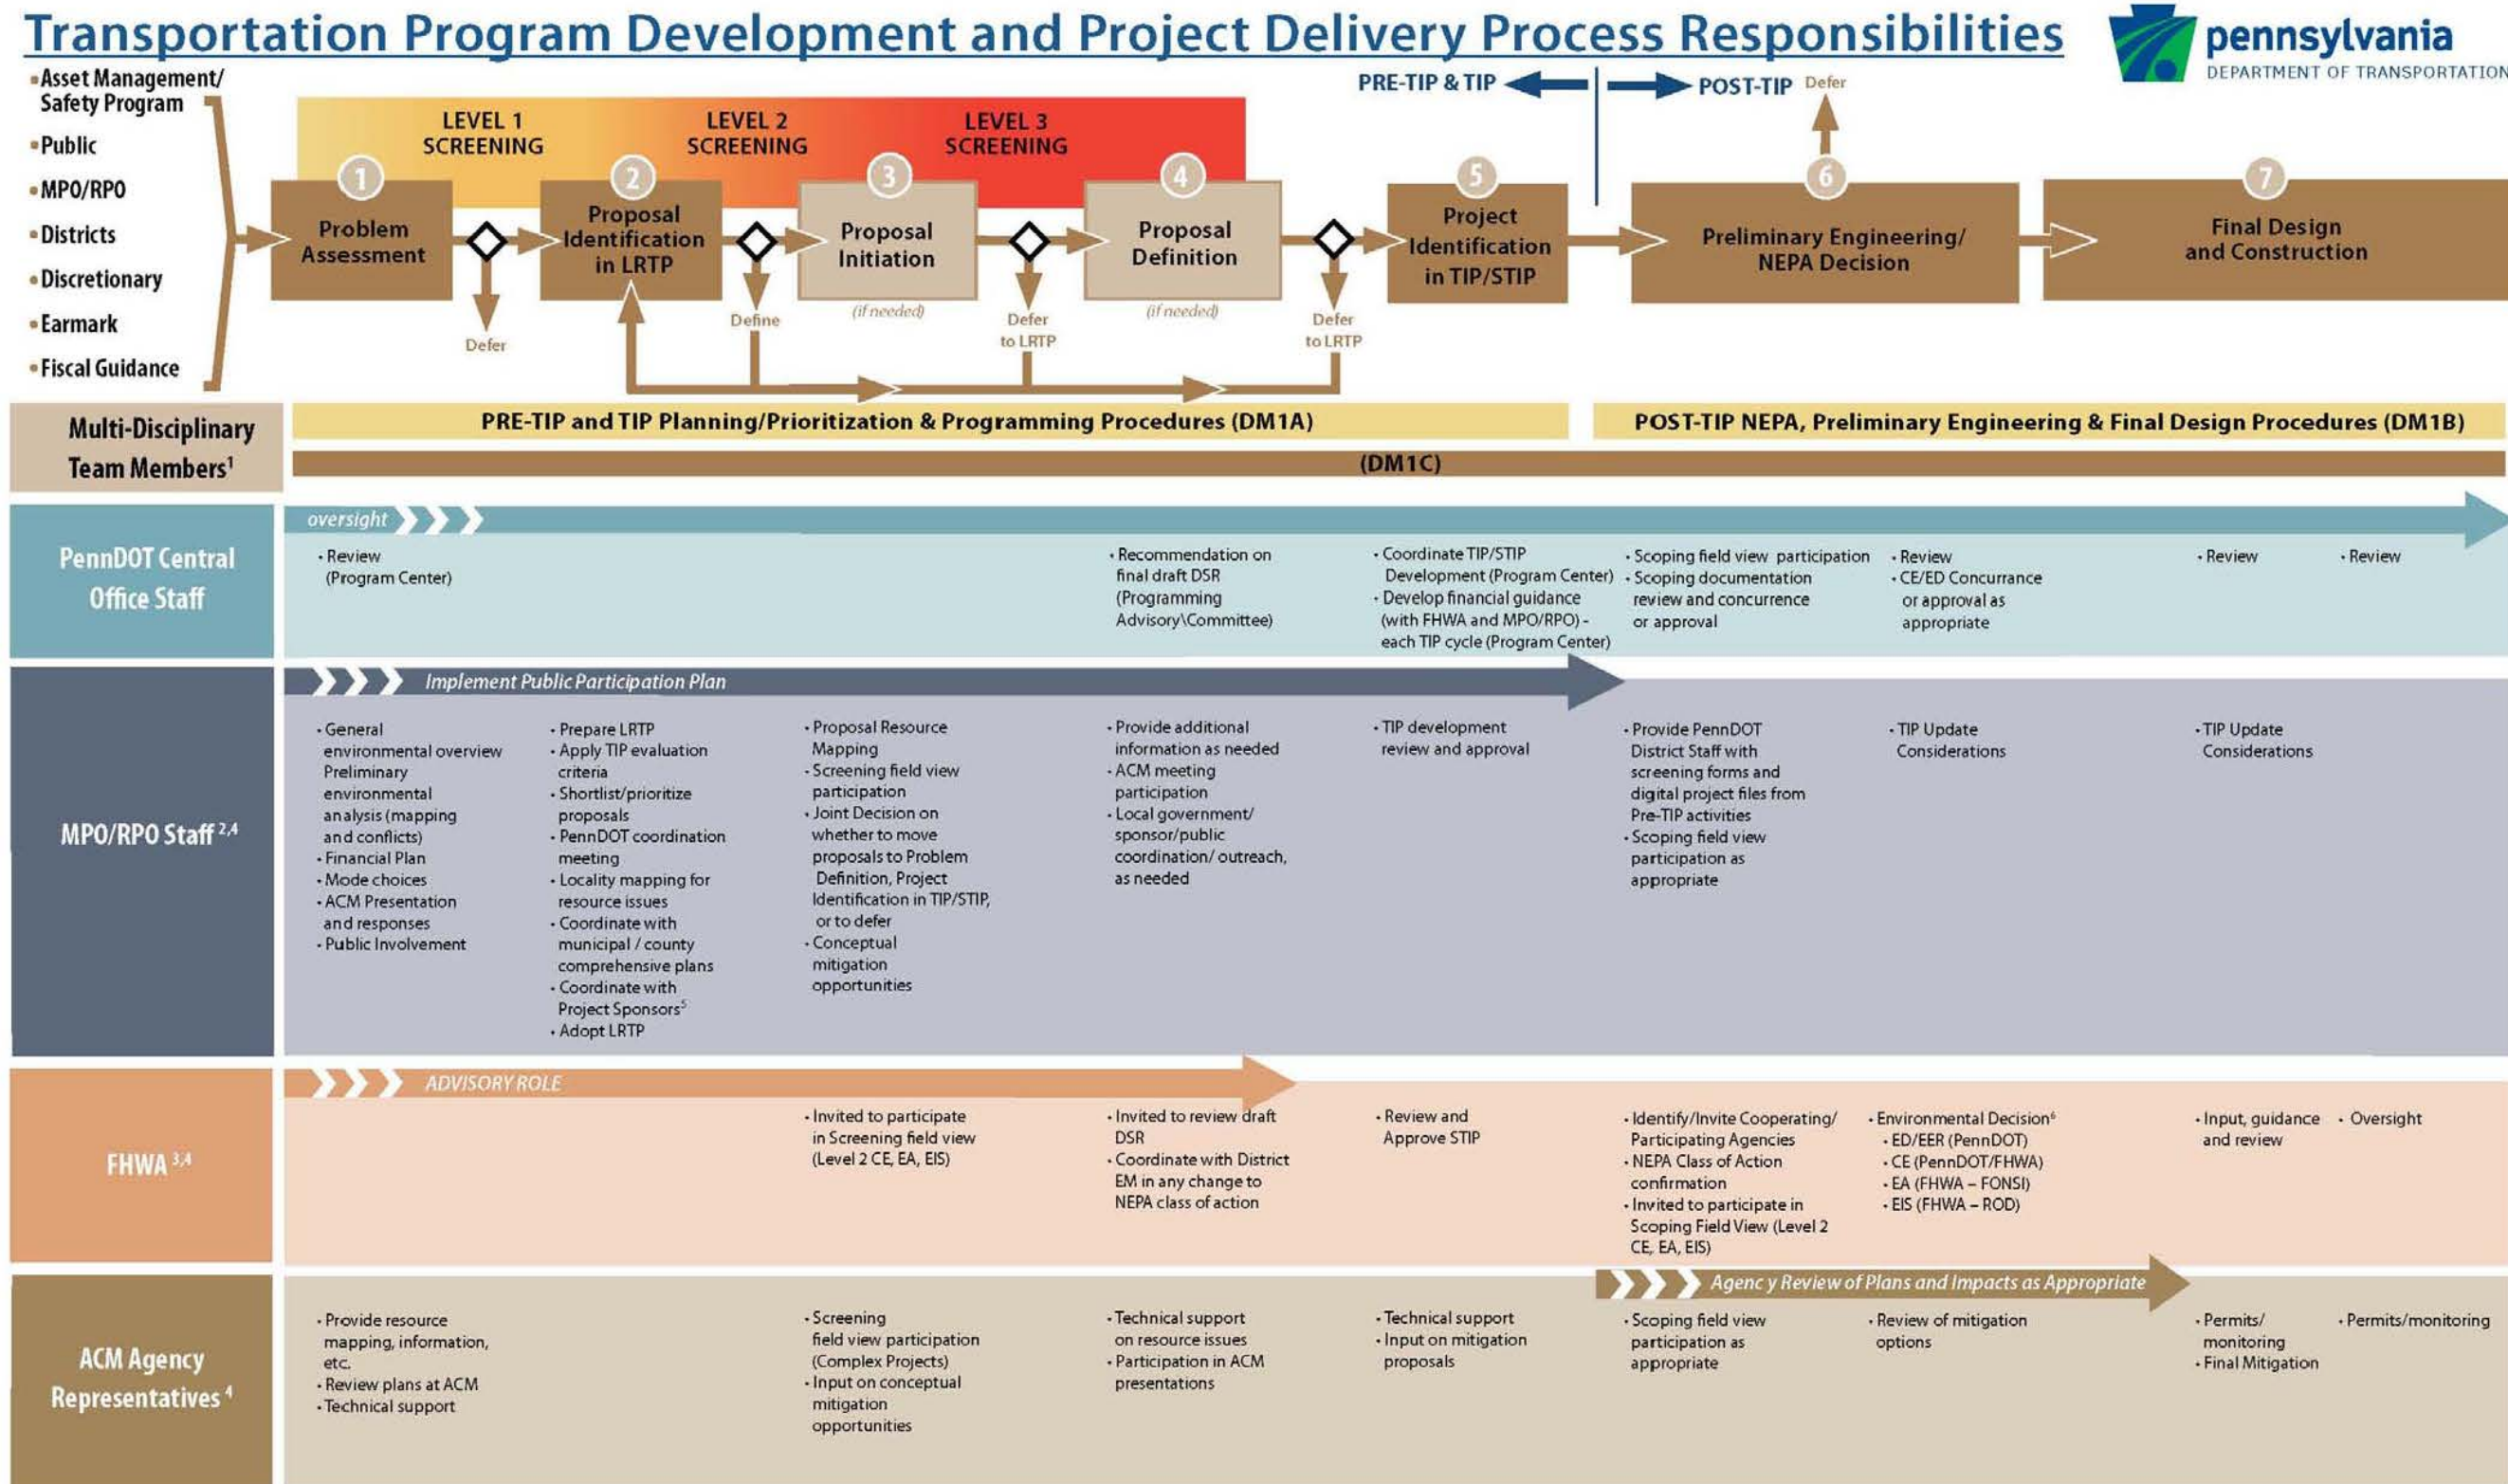 Transportation Program Development and Project Delivery Process Responsibilities
pennsylvania
DEPARTMENT OF TRANSPORTATION
▪Asset Management/
Safety Program
▪Public
▪MPO/RPO
▪Districts
▪Discretionary
▪Earmark
▪Fiscal Guidance
PRE-TIP & TIP
POST-TIP
Defer
LEVEL 1
SCREENING
LEVEL 2
SCREENING
LEVEL 3
SCREENING
1
Problem
Assessment
Defer
2
Proposal
Identification
in LRTP
Define
3
Proposal
Initiation
(if needed)
Defer
to LRTP
4
Proposal
Definition
(if needed)
Defer
to LRTP
5
Project
Identification
in TIP/STIP
6
Preliminary Engineering/
NEPA Decision
7
Final Design
and Construction
Multi-Disciplinary
Team Members¹
PRE-TIP and TIP Planning/Prioritization & Programming Procedures (DM1A)
POST-TIP NEPA, Preliminary Engineering & Final Design Procedures (DM1B)
(DM1C)
PennDOT Central
Office Staff
oversight
• Review
(Program Center)
• Recommendation on
final draft DSR
(Programming
Advisory\Committee)
• Coordinate TIP/STIP
Development (Program Center)
• Develop financial guidance
(with FHWA and MPO/RPO) -
each TIP cycle (Program Center)
• Scoping field view participation
• Scoping documentation
review and concurrence
or approval
• Review
• CE/ED Concurrance
or approval as
appropriate
• Review
• Review
MPO/RPO Staff ²,⁴
Implement Public Participation Plan
• General
environmental overview
Preliminary
environmental
analysis (mapping
and conflicts)
• Financial Plan
• Mode choices
• ACM Presentation
and responses
• Public Involvement
• Prepare LRTP
• Apply TIP evaluation
criteria
• Shortlist/prioritize
proposals
• PennDOT coordination
meeting
• Locality mapping for
resource issues
• Coordinate with
municipal / county
comprehensive plans
• Coordinate with
Project Sponsors⁵
• Adopt LRTP
• Proposal Resource
Mapping
• Screening field view
participation
• Joint Decision on
whether to move
proposals to Problem
Definition, Project
Identification in TIP/STIP,
or to defer
• Conceptual
mitigation
opportunities
• Provide additional
information as needed
• ACM meeting
participation
• Local government/
sponsor/public
coordination/ outreach,
as needed
• TIP development
review and approval
• Provide PennDOT
District Staff with
screening forms and
digital project files from
Pre-TIP activities
• Scoping field view
participation as
appropriate
• TIP Update
Considerations
• TIP Update
Considerations
FHWA ³,⁴
ADVISORY ROLE
• Invited to participate
in Screening field view
(Level 2 CE, EA, EIS)
• Invited to review draft
DSR
• Coordinate with District
EM in any change to
NEPA class of action
• Review and
Approve STIP
• Identify/Invite Cooperating/
Participating Agencies
• NEPA Class of Action
confirmation
• Invited to participate in
Scoping Field View (Level 2
CE, EA, EIS)
• Environmental Decision⁶
• ED/EER (PennDOT)
• CE (PennDOT/FHWA)
• EA (FHWA – FONSI)
• EIS (FHWA – ROD)
• Input, guidance
and review
• Oversight
ACM Agency
Representatives ⁴
Agency Review of Plans and Impacts as Appropriate
• Provide resource
mapping, information,
etc.
• Review plans at ACM
• Technical support
• Screening
field view participation
(Complex Projects)
• Input on conceptual
mitigation
opportunities
• Technical support
on resource issues
• Participation in ACM
presentations
• Technical support
• Input on mitigation
proposals
• Scoping field view
participation as
appropriate
• Review of mitigation
options
• Permits/
monitoring
• Final Mitigation
• Permits/monitoring